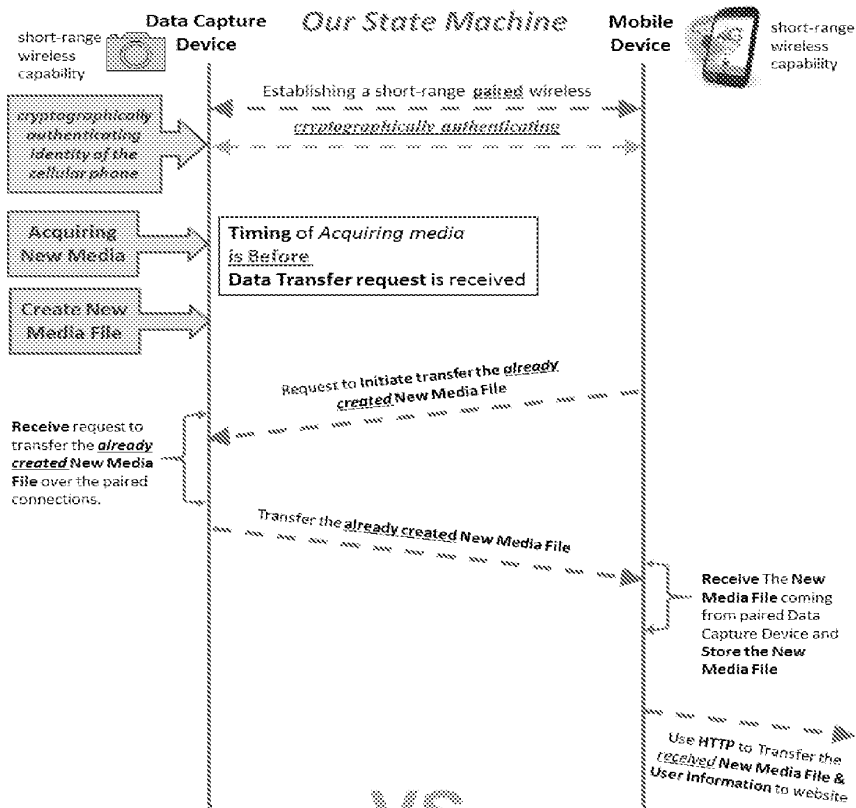 Our State Machine
Data Capture
Device
Mobile
Device
short-range
wireless
capability
short-range
wireless
capability
Establishing a short-range paired wireless
cryptographically authenticating
cryptographically
authenticating
identity of the
cellular phone
Acquiring
New Media
Timing of Acquiring media
is Before
Data Transfer request is received
Create New
Media File
Request to Initiate transfer the already
created New Media File
Receive request to
transfer the already
created New Media
File over the paired
connections.
Transfer the already created New Media File
Receive The New
Media File coming
from paired Data
Capture Device and
Store the New
Media File
Use HTTP to Transfer the
received New Media File &
User Information to website
VS